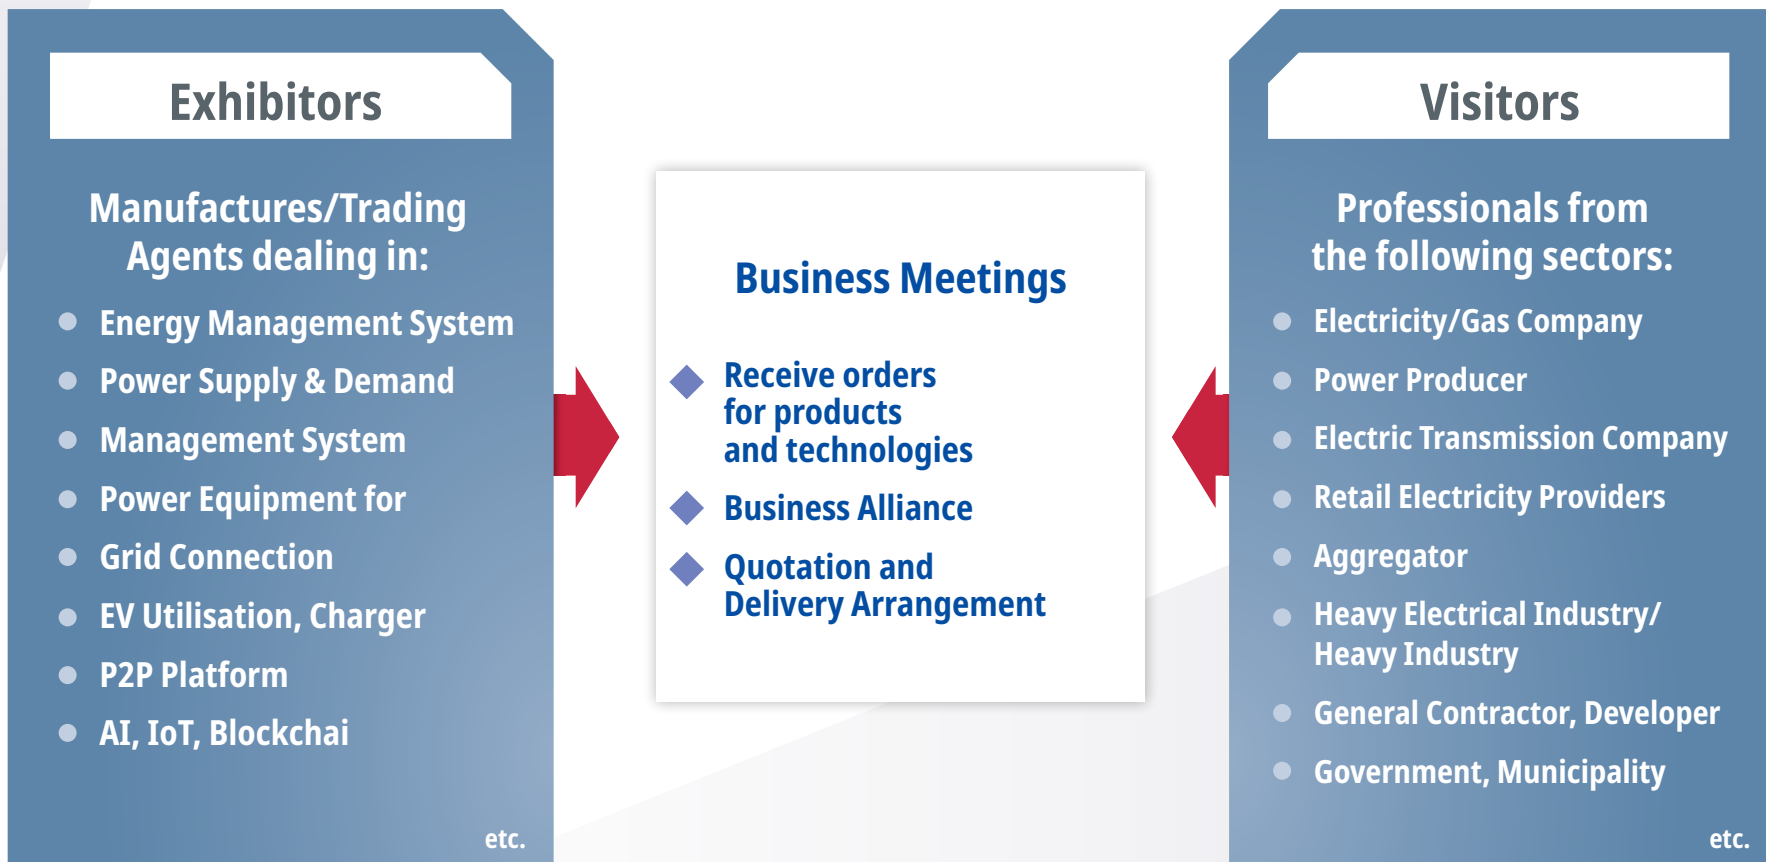 Exhibitors
Manufactures/Trading
Agents dealing in:
Energy Management System
Power Supply & Demand
Management System
Power Equipment for
Grid Connection
EV Utilisation, Charger
P2P Platform
AI, IoT, Blockchai
etc.
Business Meetings
Receive orders
for products
and technologies
Business Alliance
Quotation and
Delivery Arrangement
Visitors
Professionals from
the following sectors:
Electricity/Gas Company
Power Producer
Electric Transmission Company
Retail Electricity Providers
Aggregator
Heavy Electrical Industry/
Heavy Industry
General Contractor, Developer
Government, Municipality
etc.